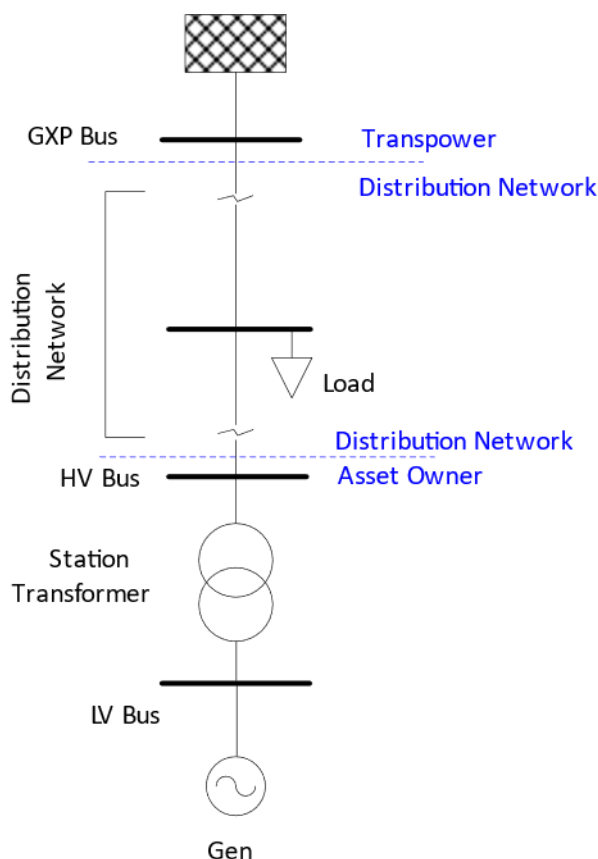 GXP Bus
Transpower
Distribution Network
Distribution
Network
Load
Distribution Network
HV Bus
Asset Owner
Station
Transformer
LV Bus
Gen